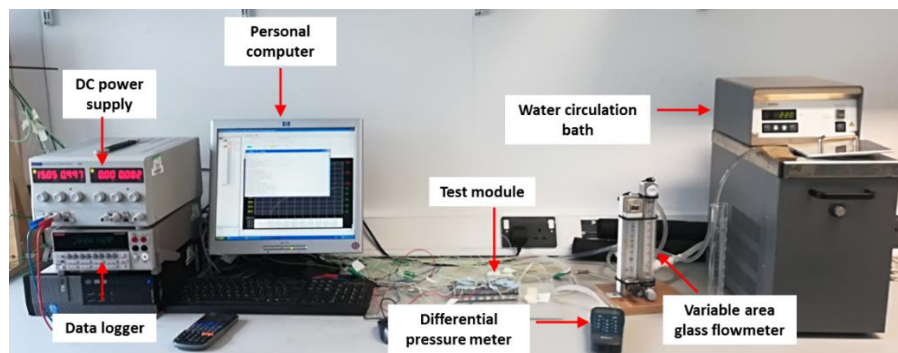 Personal
computer
DC power
supply
Water circulation
bath
Test module
Data logger
Differential
pressure meter
Variable area
glass flowmeter
hp